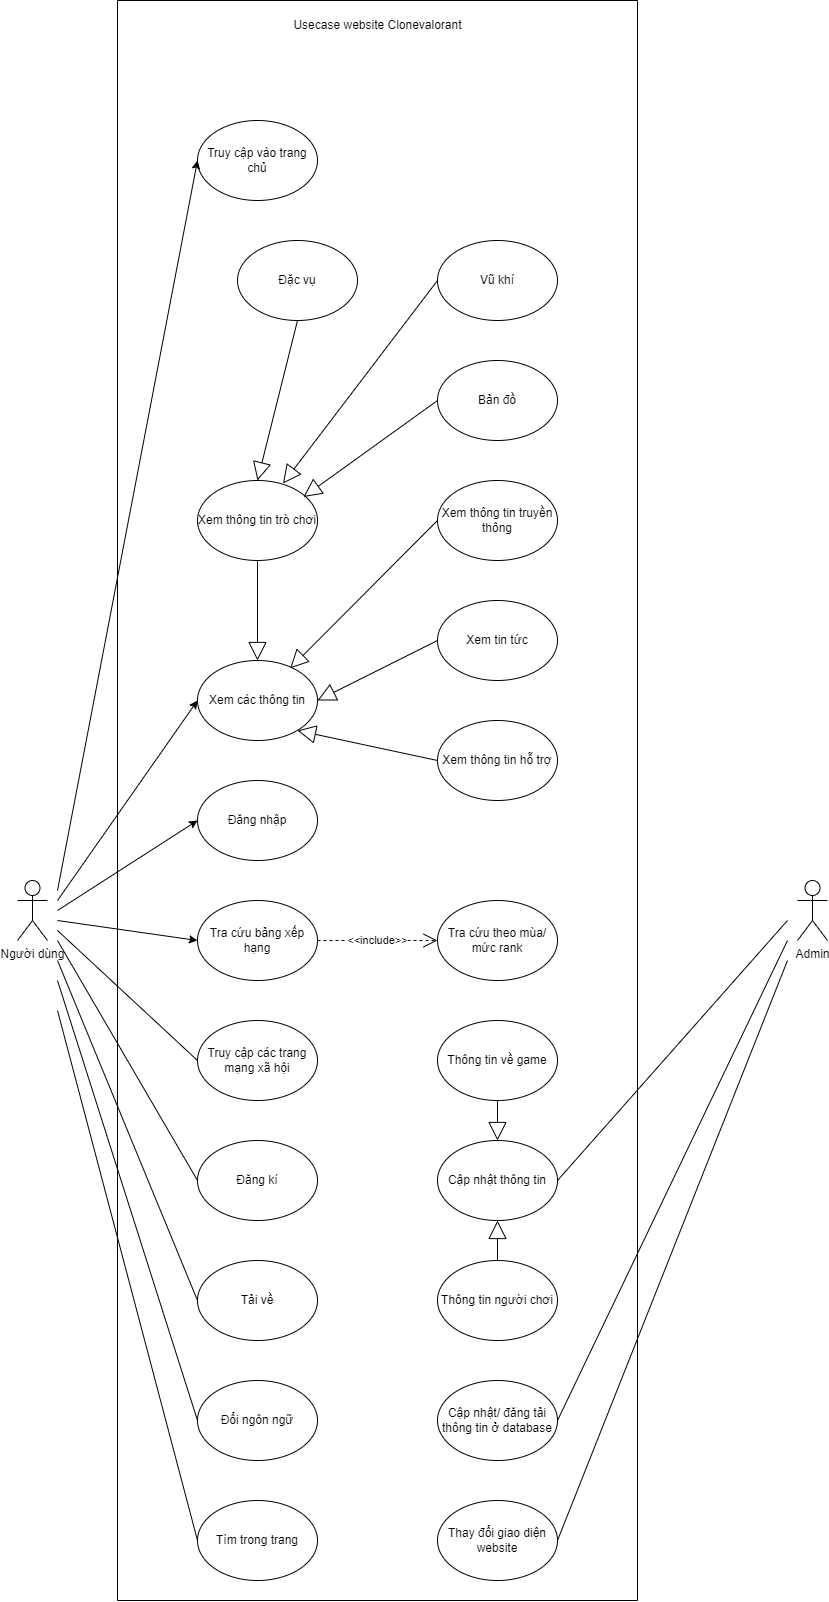 Usecase website Clonevalorant
Truy cập vào trang
chủ
Đặc vụ
Vũ khí
Bản đồ
Xem thông tin trò chơi
Xem thông tin truyền
thông
Xem tin tức
Xem các thông tin
Xem thông tin hỗ trợ
Đăng nhập
Người dùng
Tra cứu bảng xếp
hạng
<<include>>
Tra cứu theo mùa/
mức rank
Admin
Truy cập các trang
mạng xã hội
Thông tin về game
Đăng kí
Cập nhật thông tin
Tải về
Thông tin người chơi
Đổi ngôn ngữ
Cập nhật/ đăng tải
thông tin ở database
Tìm trong trang
Thay đổi giao diện
website